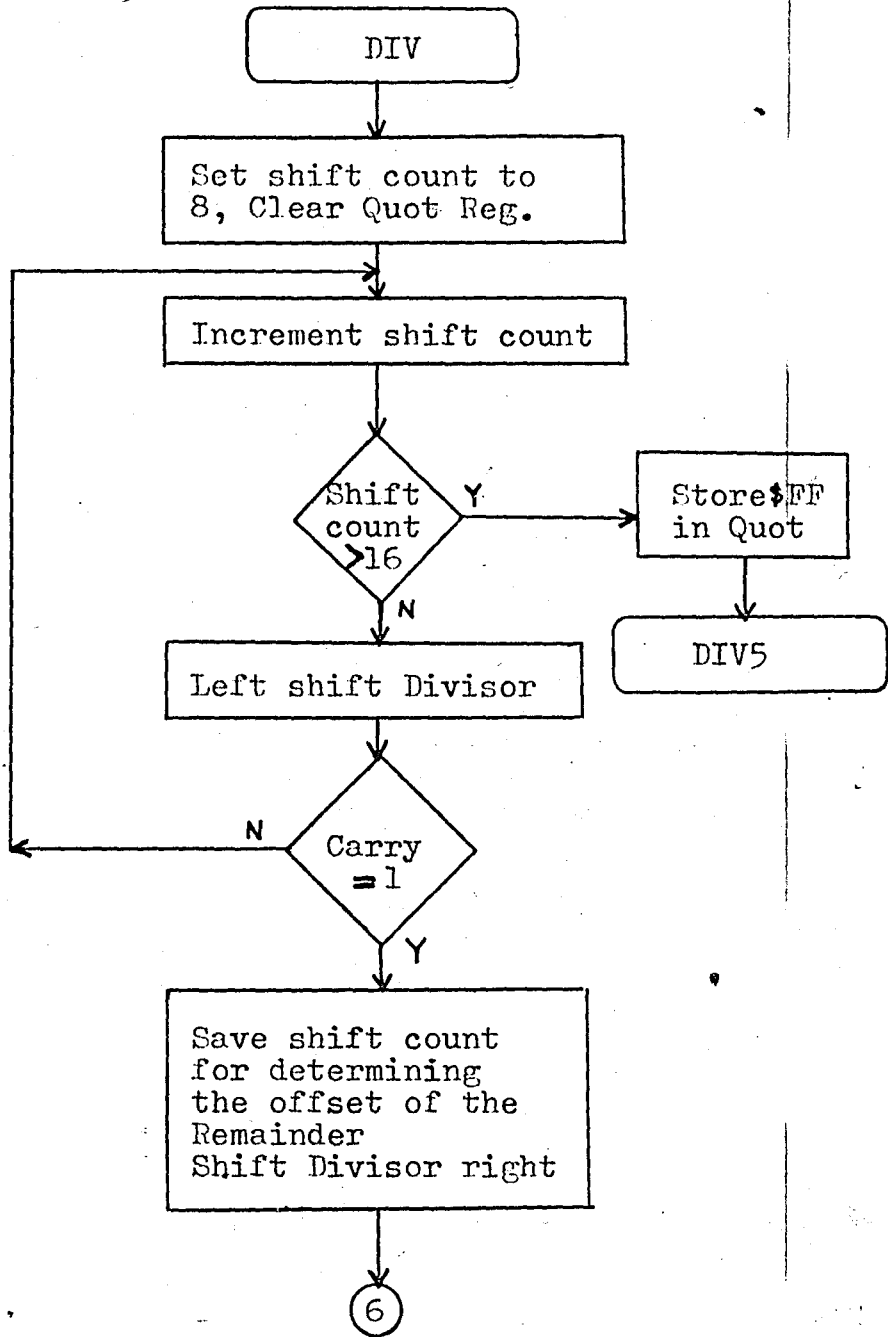 DIV
Set shift count to
8, Clear Quot Reg.
Increment shift count
Shift
count
>16
Y
Store$FF
in Quot
N
DIV5
Left shift Divisor
N
Carry
=1
Y
Save shift count
for determining
the offset of the
Remainder
Shift Divisor right
6